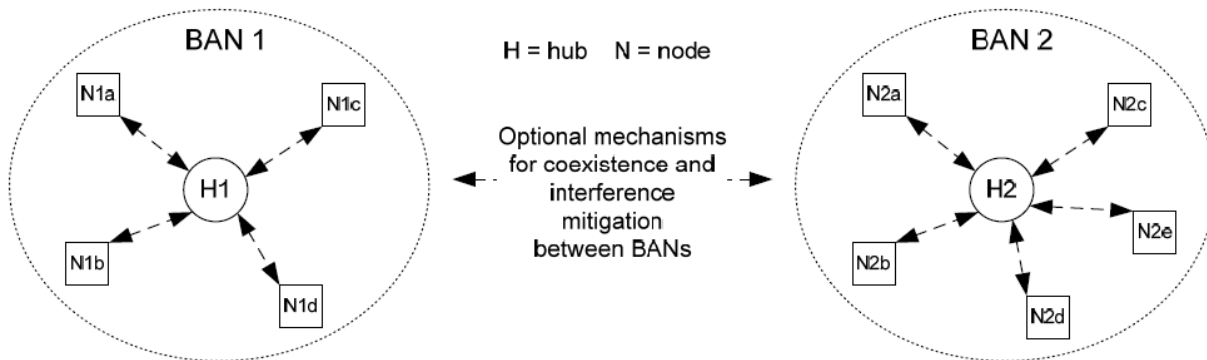 BAN 1
H = hub N = node
BAN 2
N1a
N1c
N2a
N2c
Optional mechanisms
for coexistence and
interference
mitigation
between BANs
H1
H2
N1b
N1d
N2b
N2e
N2d